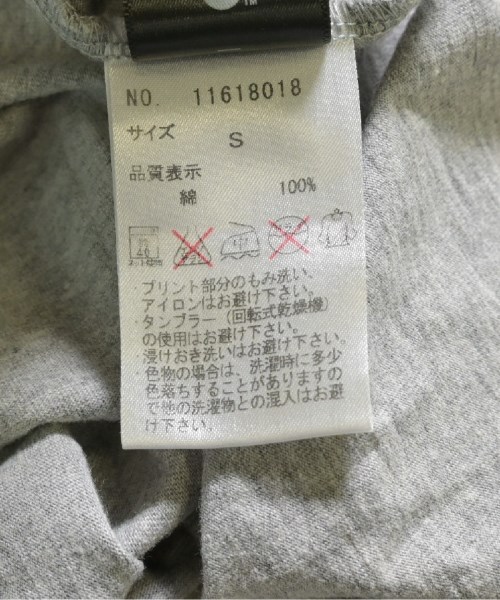 TM
NO. 11618018
サイズ S
品質表示
綿 100%
40
・プリント部分のもみ洗い、
アイロンはお避け下さい。
・タンブラー（回転式乾燥機）
の使用はお避け下さい。
・浸けおき洗いはお避け下さい。
・色物の場合は、洗濯時に多少
色落ちすることがありますの
で他の洗濯物との混入はお避
け下さい。